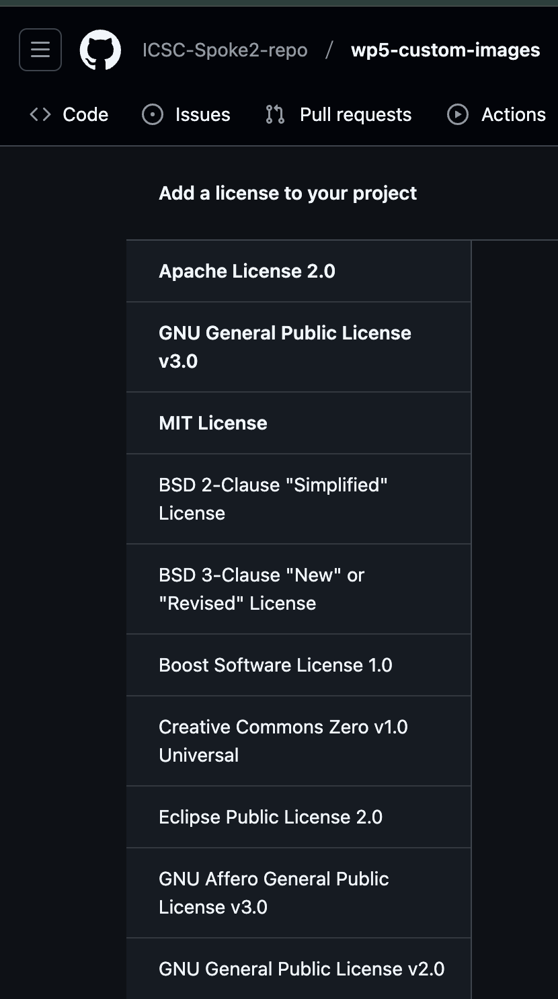 ICSC-Spoke2-repo / wp5-custom-images
Code Issues Pull requests Actions
Add a license to your project
Apache License 2.0
GNU General Public License
v3.0
MIT License
BSD 2-Clause "Simplified"
License
BSD 3-Clause "New" or
"Revised" License
Boost Software License 1.0
Creative Commons Zero v1.0
Universal
Eclipse Public License 2.0
GNU Affero General Public
License v3.0
GNU General Public License v2.0